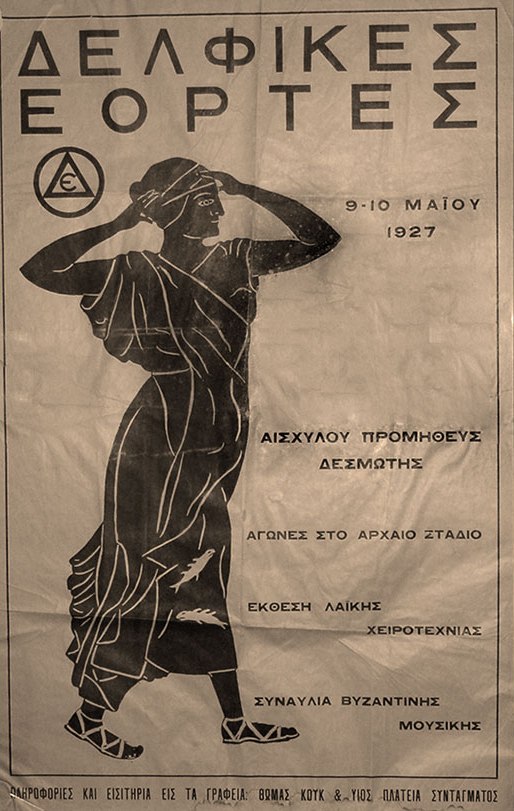 ΔΕΛΦΙΚΕΣ
ΕΟΡΤΕΣ
Є
9-10 ΜΑΪΟΥ
1927
ΑΙΣΧΥΛΟΥ ΠΡΟΜΗΘΕΥΣ
ΔΕΣΜΩΤΗΣ
ΑΓΩΝΕΣ ΣΤΟ ΑΡΧΑΙΟ ΣΤΑΔΙΟ
ΕΚΘΕΣΗ ΛΑΪΚΗΣ
ΧΕΙΡΟΤΕΧΝΙΑΣ
ΣΥΝΑΥΛΙΑ ΒΥΖΑΝΤΙΝΗΣ
ΜΟΥΣΙΚΗΣ
ΠΛΗΡΟΦΟΡΙΕΣ ΚΑΙ ΕΙΣΙΤΗΡΙΑ ΕΙΣ ΤΑ ΓΡΑΦΕΙΑ: ΘΩΜΑΣ ΚΟΥΚ & ΥΙΟΣ ΠΛΑΤΕΙΑ ΣΥΝΤΑΓΜΑΤΟΣ